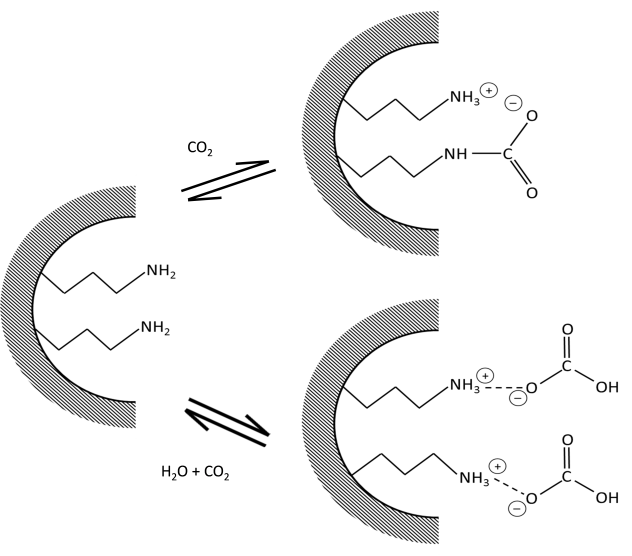 NH₃ ⊕
⊖ O
CO₂
NH C
O
NH₂
NH₂
O
NH₃ ⊕ ⊖ O C OH
O
H₂O + CO₂
NH₃ ⊕ ⊖ O C OH